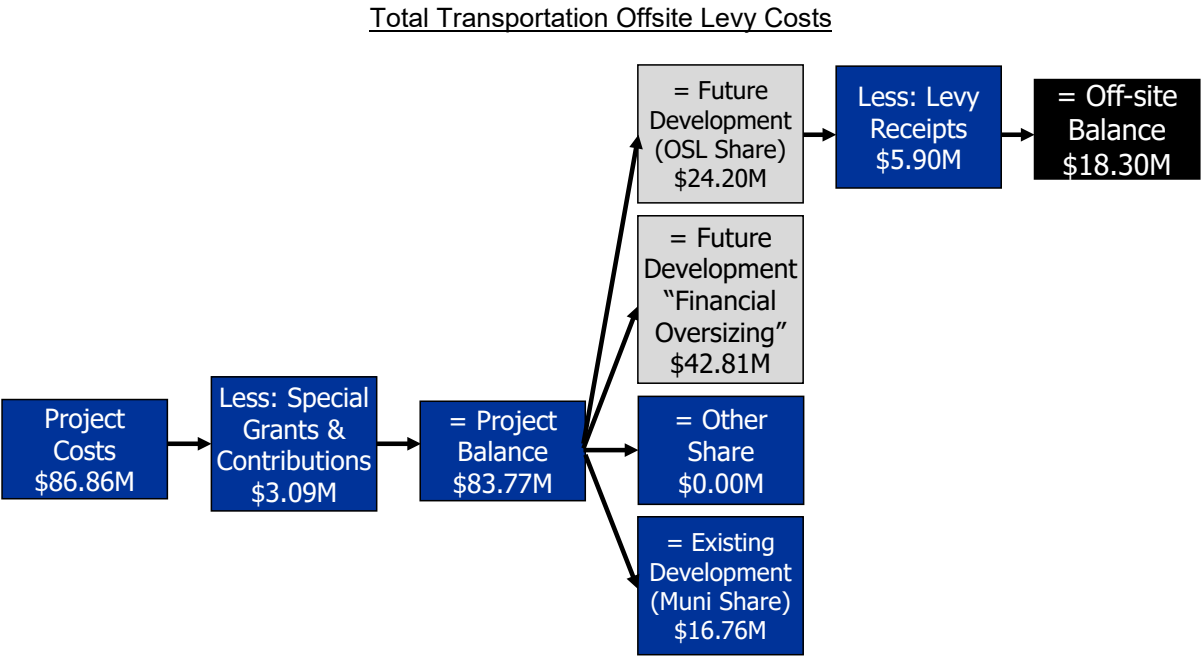 Total Transportation Offsite Levy Costs
Project
Costs
$86.86M
Less: Special
Grants &
Contributions
$3.09M
= Project
Balance
$83.77M
= Future
Development
(OSL Share)
$24.20M
Less: Levy
Receipts
$5.90M
= Off-site
Balance
$18.30M
= Future
Development
“Financial
Oversizing”
$42.81M
= Other
Share
$0.00M
= Existing
Development
(Muni Share)
$16.76M